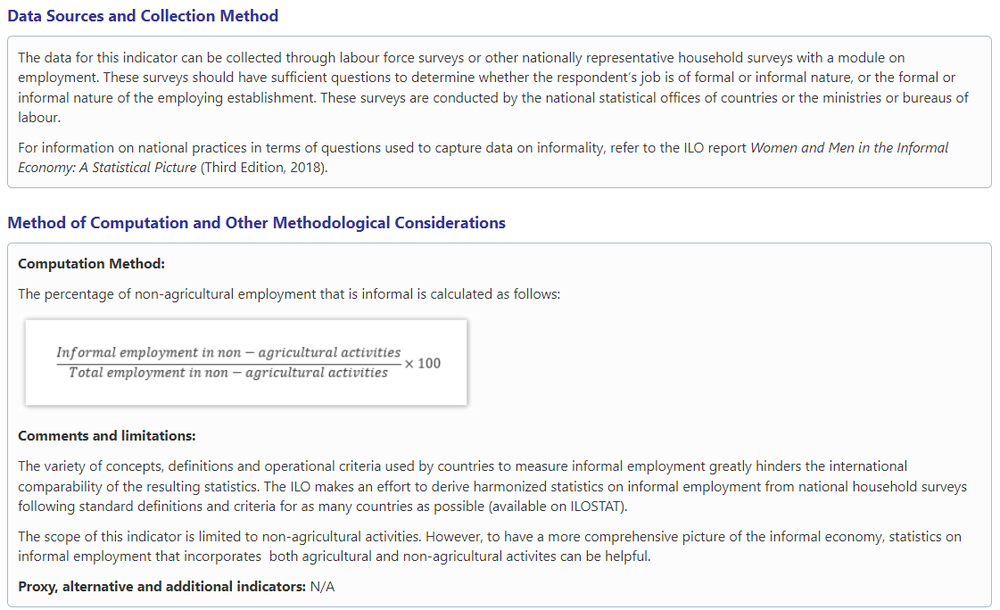 Data Sources and Collection Method
The data for this indicator can be collected through labour force surveys or other nationally representative household surveys with a module on
employment. These surveys should have sufficient questions to determine whether the respondent's job is of formal or informal nature, or the formal or
informal nature of the employing establishment. These surveys are conducted by the national statistical offices of countries or the ministries or bureaus of
labour.
For information on national practices in terms of questions used to capture data on informality, refer to the ILO report Women and Men in the Informal
Economy: A Statistical Picture (Third Edition, 2018).
Method of Computation and Other Methodological Considerations
Computation Method:
The percentage of non-agricultural employment that is informal is calculated as follows:
Informal employment in non − agricultural activities
Total employment in non − agricultural activities
× 100
Comments and limitations:
The variety of concepts, definitions and operational criteria used by countries to measure informal employment greatly hinders the international
comparability of the resulting statistics. The ILO makes an effort to derive harmonized statistics on informal employment from national household surveys
following standard definitions and criteria for as many countries as possible (available on ILOSTAT).
The scope of this indicator is limited to non-agricultural activities. However, to have a more comprehensive picture of the informal economy, statistics on
informal employment that incorporates  both agricultural and non-agricultural activites can be helpful.
Proxy, alternative and additional indicators: N/A